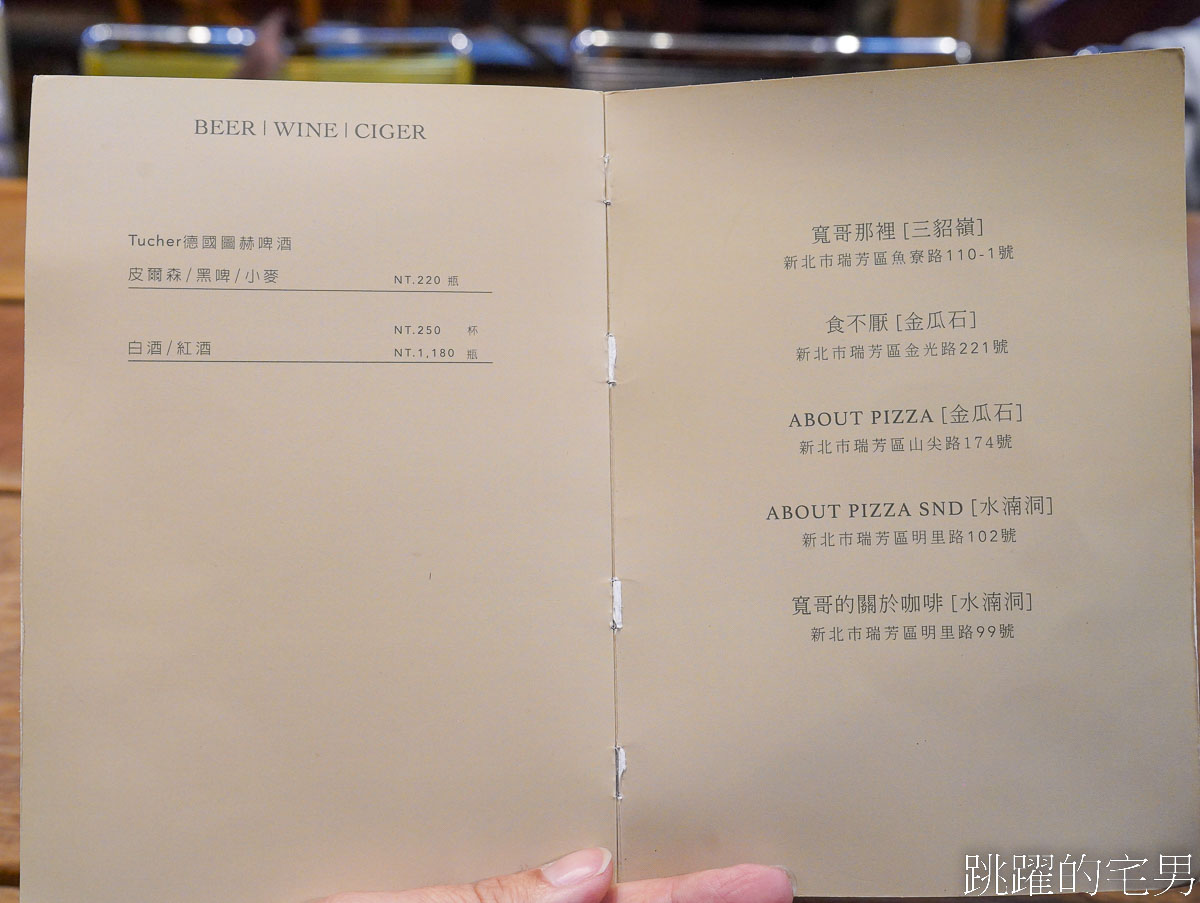 BEER | WINE | CIGER
Tucher德國圖赫啤酒
皮爾森/黑啤/小麥 NT.220 瓶
NT.250 杯
白酒/紅酒 NT.1,180 瓶
寬哥那裡 [三貂嶺]
新北市瑞芳區魚寮路110-1號
食不厭 [金瓜石]
新北市瑞芳區金光路221號
ABOUT PIZZA [金瓜石]
新北市瑞芳區山尖路174號
ABOUT PIZZA SND [水湳洞]
新北市瑞芳區明里路102號
寬哥的關於咖啡 [水湳洞]
新北市瑞芳區明里路99號
跳躍的宅男